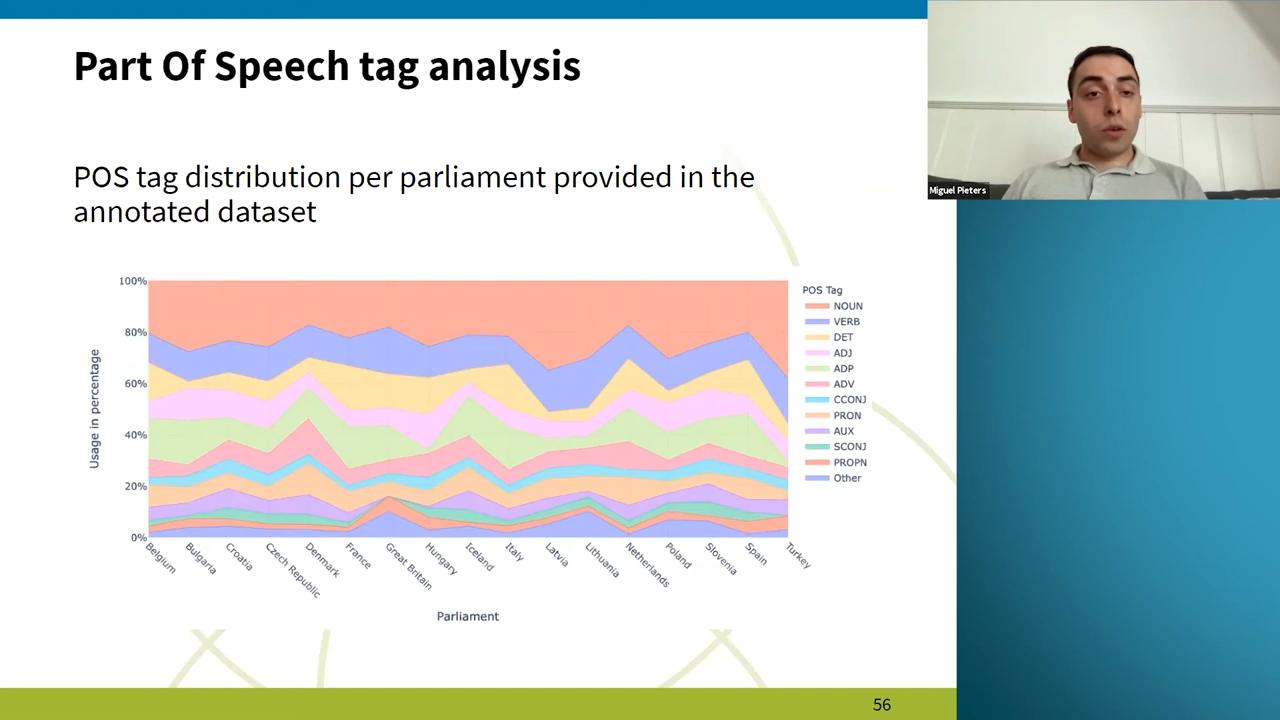 Part Of Speech tag analysis
Miguel Pieters
POS tag distribution per parliament provided in the
annotated dataset
100%
80%
60%
40%
20%
0%
Usage in percentage
Belgium
Bulgaria
Croatia
Czech Republic
Denmark
France
Great Britain
Hungary
Iceland
Italy
Latvia
Lithuania
Netherlands
Poland
Slovenia
Spain
Turkey
Parliament
POS Tag
NOUN
VERB
DET
ADJ
ADP
ADV
CCONJ
PRON
AUX
SCONJ
PROPN
Other
56